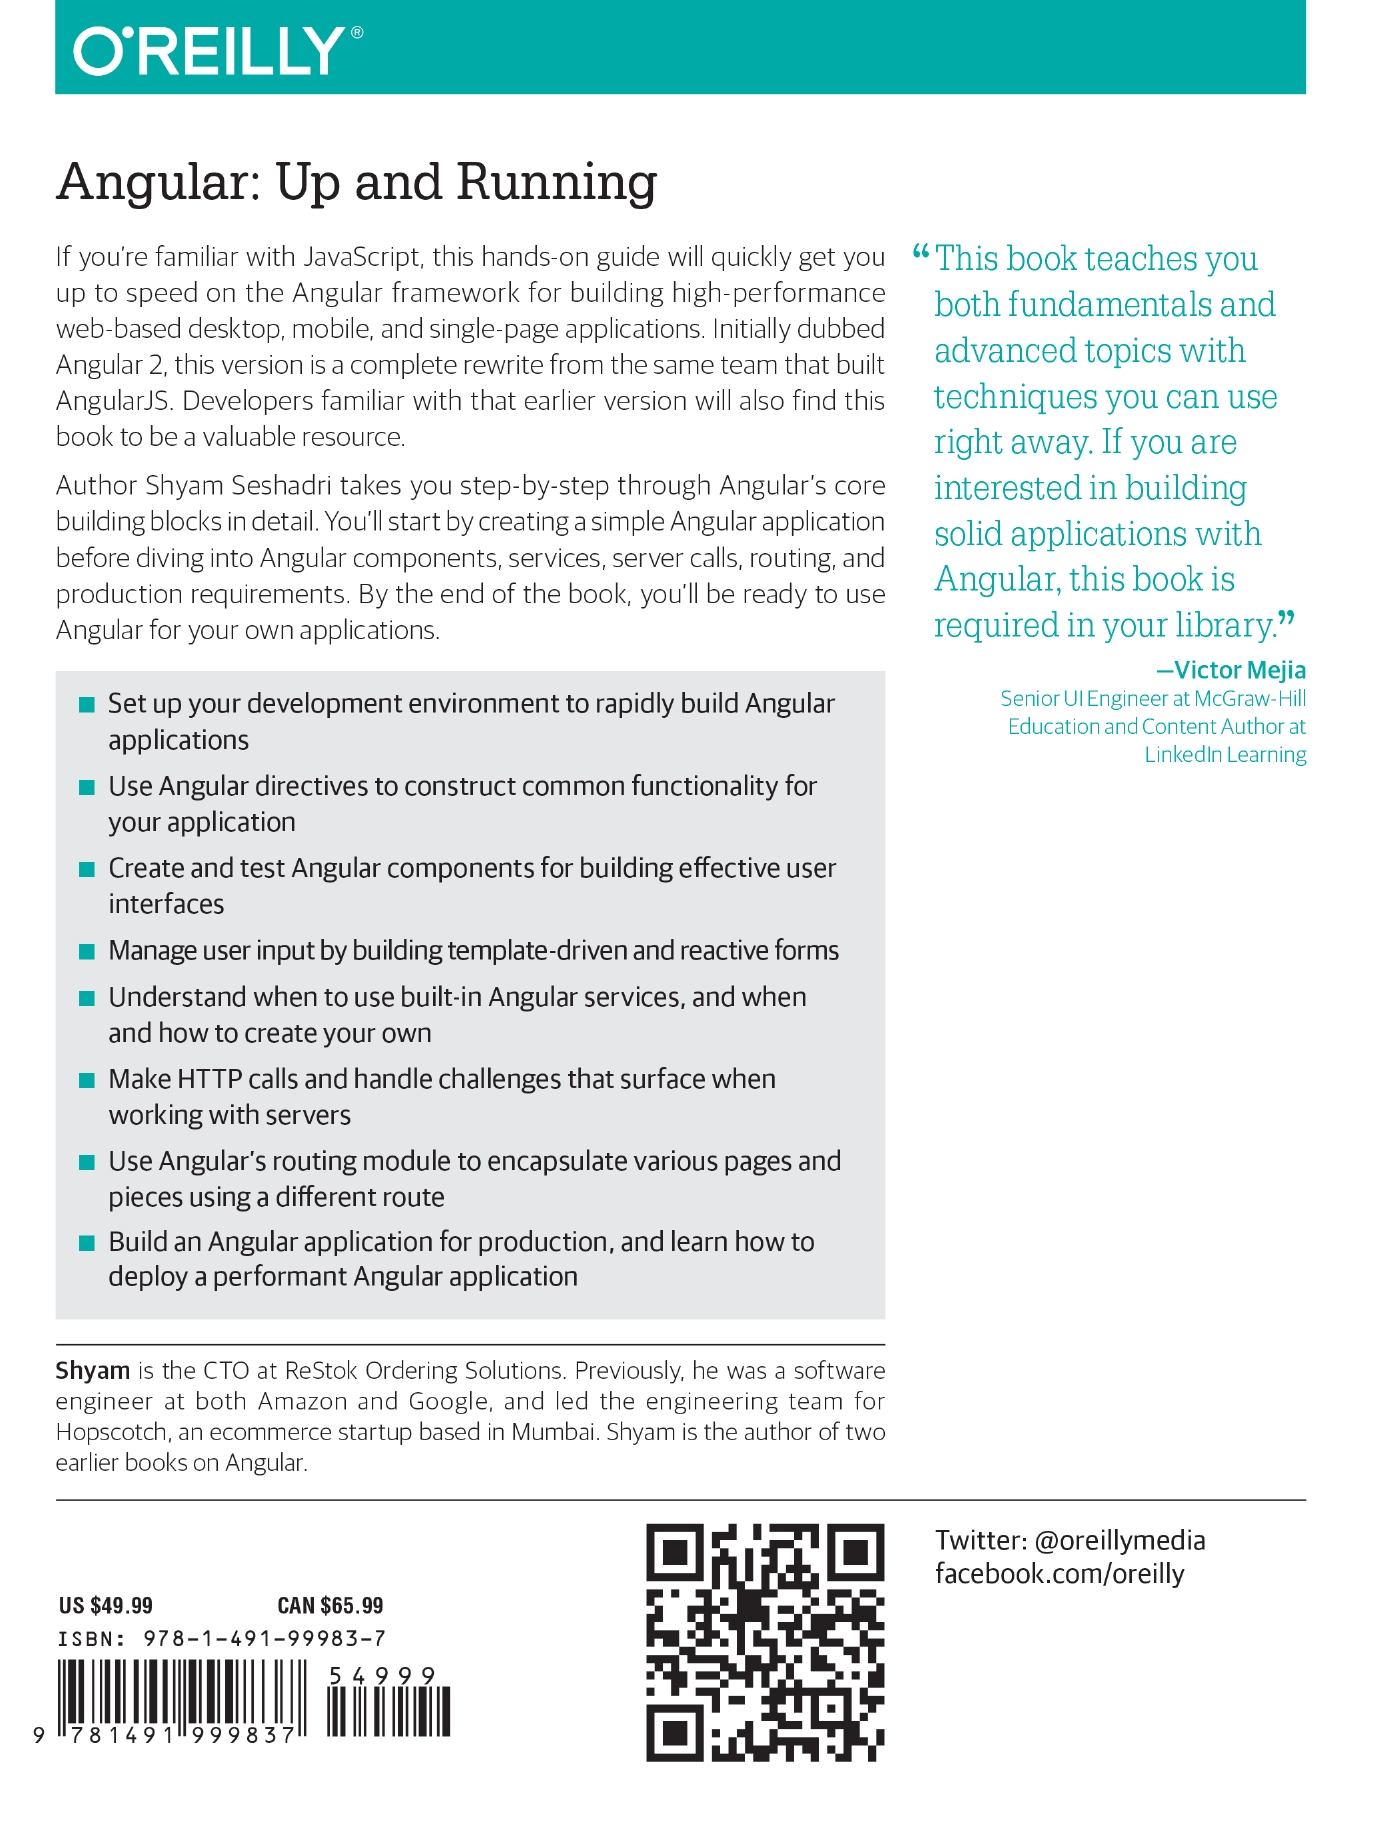 O'REILLY®
Angular: Up and Running
If you're familiar with JavaScript, this hands-on guide will quickly get you
up to speed on the Angular framework for building high-performance
web-based desktop, mobile, and single-page applications. Initially dubbed
Angular 2, this version is a complete rewrite from the same team that built
AngularJS. Developers familiar with that earlier version will also find this
book to be a valuable resource.
Author Shyam Seshadri takes you step-by-step through Angular's core
building blocks in detail. You'll start by creating a simple Angular application
before diving into Angular components, services, server calls, routing, and
production requirements. By the end of the book, you'll be ready to use
Angular for your own applications.
■ Set up your development environment to rapidly build Angular
applications
■ Use Angular directives to construct common functionality for
your application
■ Create and test Angular components for building effective user
interfaces
■ Manage user input by building template-driven and reactive forms
■ Understand when to use built-in Angular services, and when
and how to create your own
■ Make HTTP calls and handle challenges that surface when
working with servers
■ Use Angular's routing module to encapsulate various pages and
pieces using a different route
■ Build an Angular application for production, and learn how to
deploy a performant Angular application
Shyam is the CTO at ReStok Ordering Solutions. Previously, he was a software
engineer at both Amazon and Google, and led the engineering team for
Hopscotch, an ecommerce startup based in Mumbai. Shyam is the author of two
earlier books on Angular.
“This book teaches you
both fundamentals and
advanced topics with
techniques you can use
right away. If you are
interested in building
solid applications with
Angular, this book is
required in your library.”
—Victor Mejia
Senior UI Engineer at McGraw-Hill
Education and Content Author at
LinkedIn Learning
US $49.99 CAN $65.99
ISBN: 978-1-491-99983-7
54999
9 781491 999837
Twitter: @oreillymedia
facebook.com/oreilly